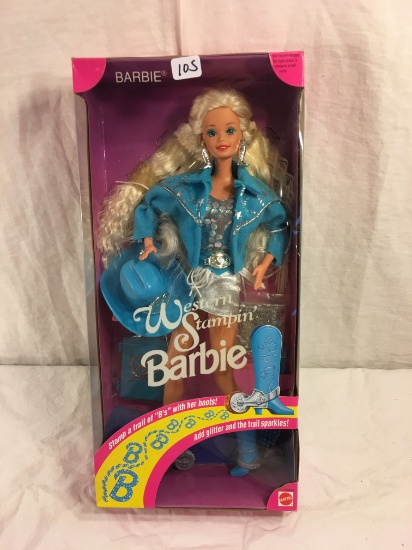 BARBIE®
105
Western
Stampin'
Barbie
Stamp a trail of "B's" with her boots!
Add glitter and the trail sparkles!
B B B B
MATTEL